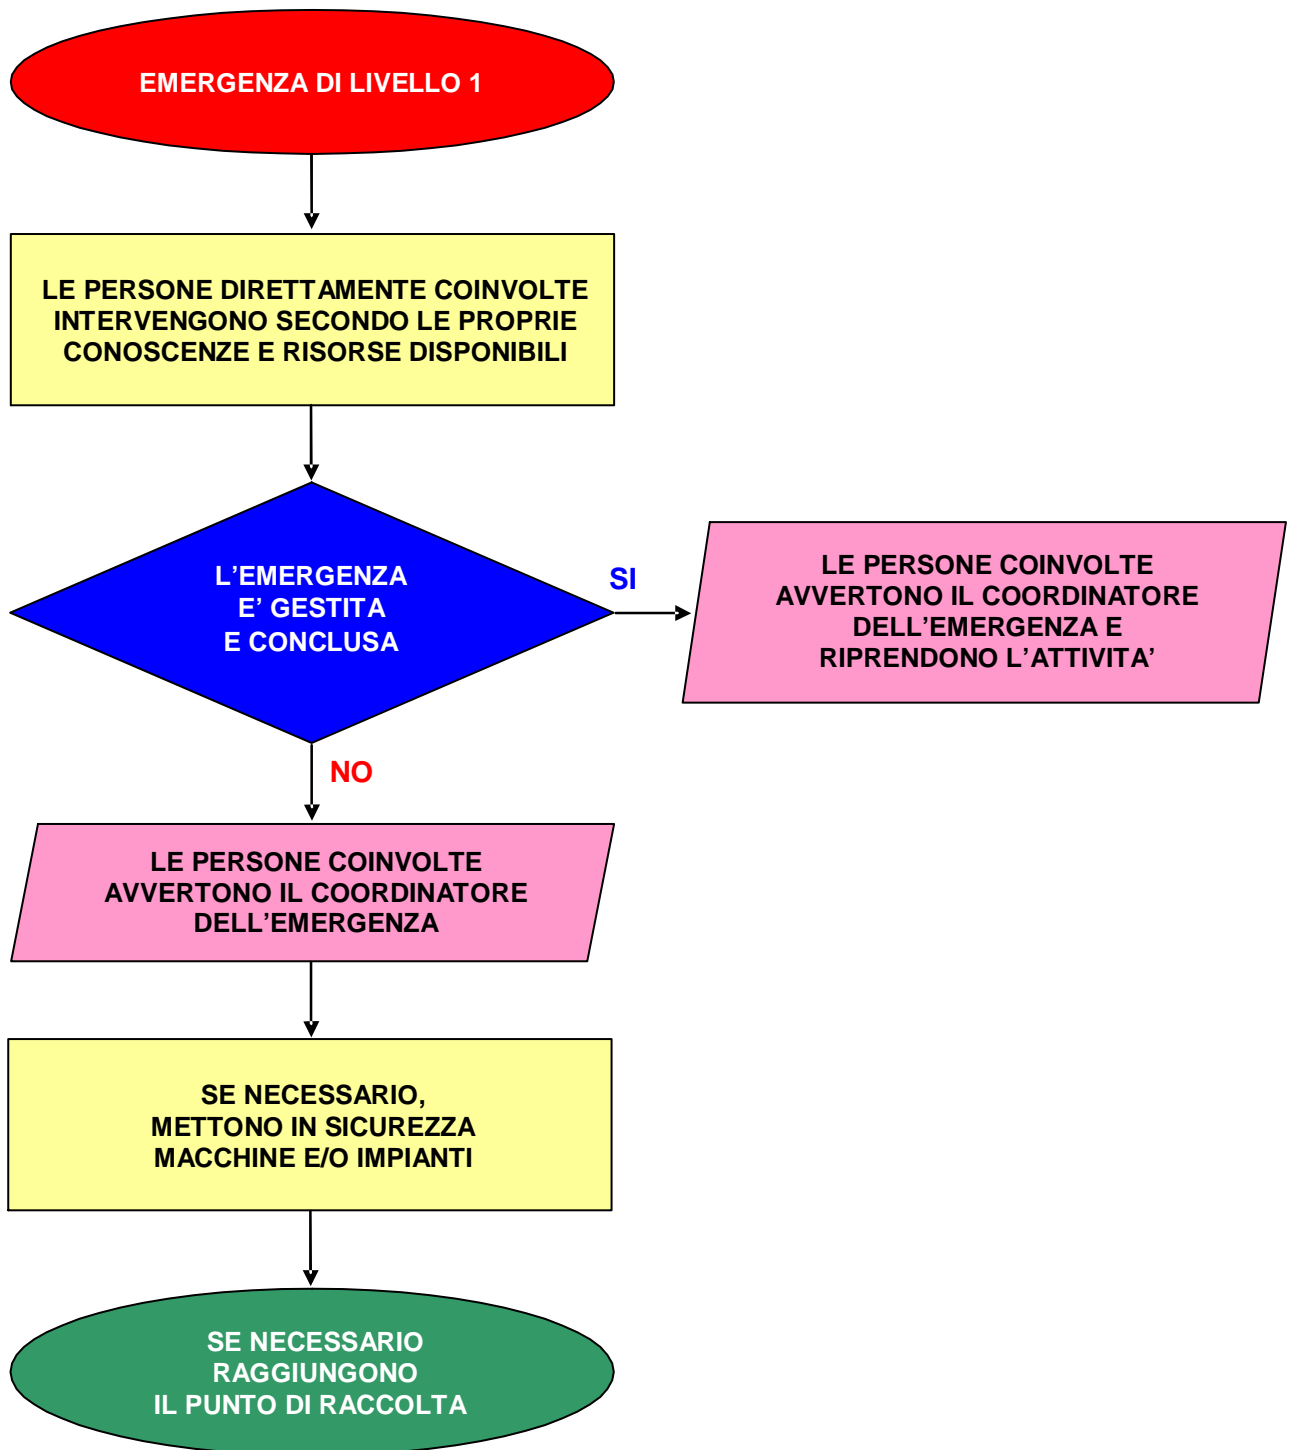 EMERGENZA DI LIVELLO 1
LE PERSONE DIRETTAMENTE COINVOLTE
INTERVENGONO SECONDO LE PROPRIE
CONOSCENZE E RISORSE DISPONIBILI
L’EMERGENZA
E’ GESTITA
E CONCLUSA
SI
LE PERSONE COINVOLTE
AVVERTONO IL COORDINATORE
DELL’EMERGENZA E
RIPRENDONO L’ATTIVITA’
NO
LE PERSONE COINVOLTE
AVVERTONO IL COORDINATORE
DELL’EMERGENZA
SE NECESSARIO,
METTONO IN SICUREZZA
MACCHINE E/O IMPIANTI
SE NECESSARIO
RAGGIUNGONO
IL PUNTO DI RACCOLTA